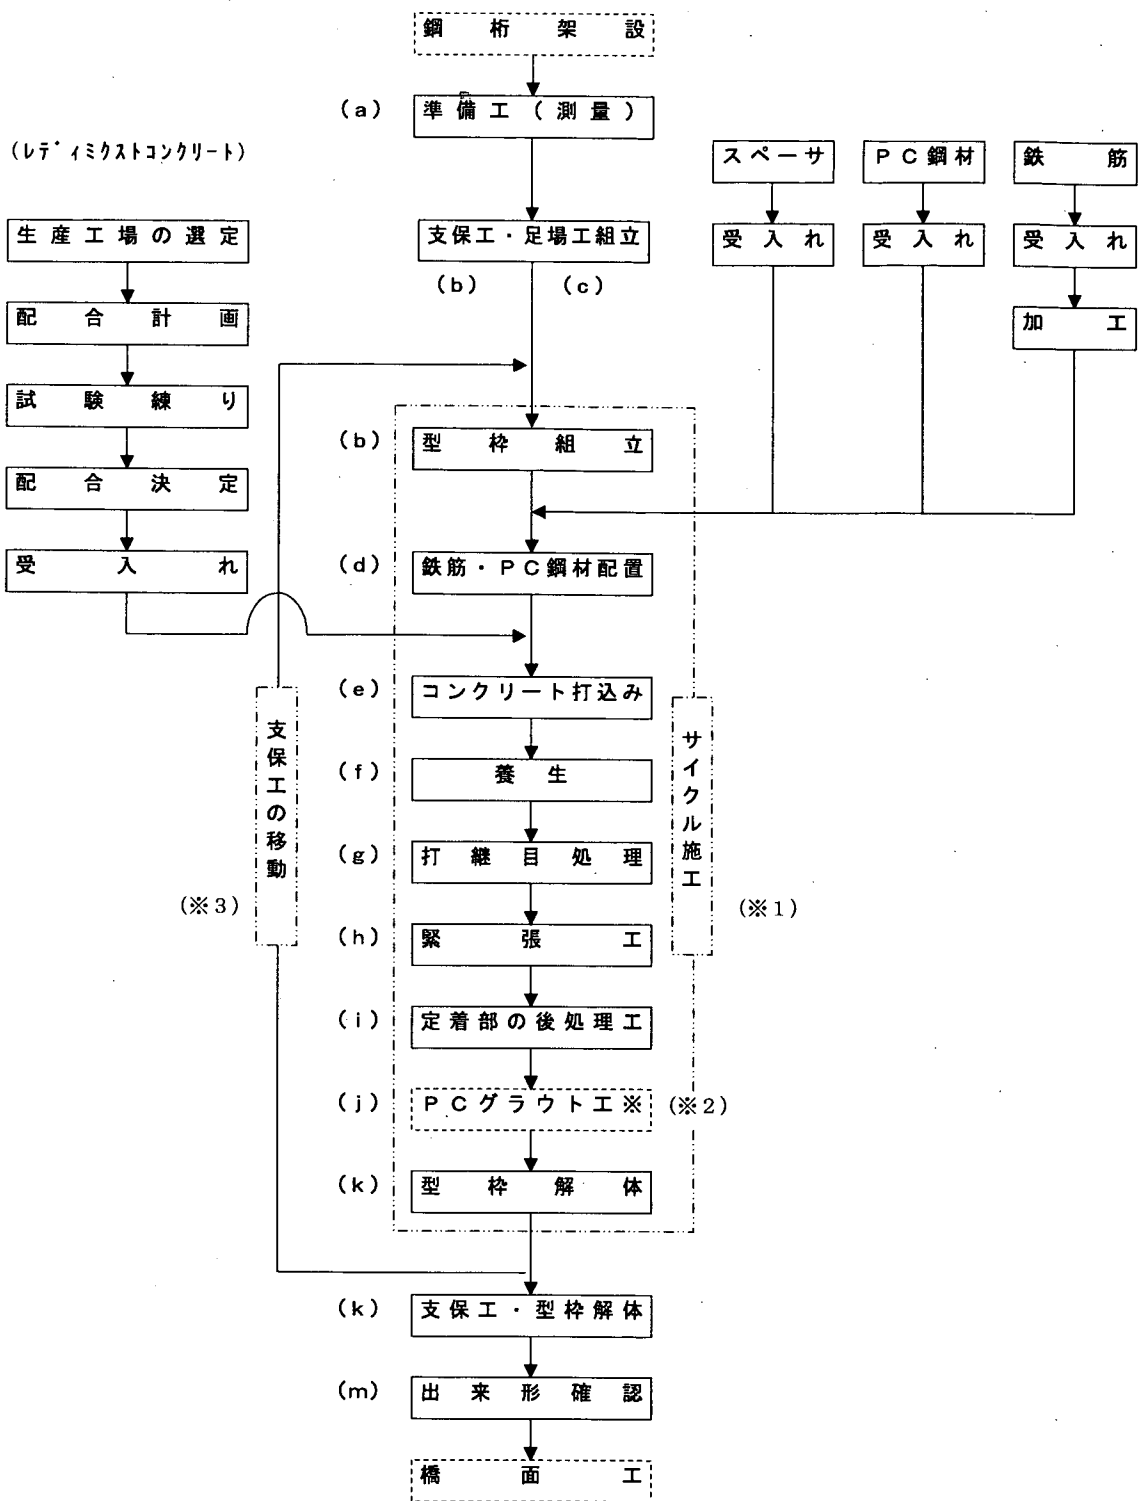 鋼桁架設
(a) 準備工(測量)
(レディミクストコンクリート)
スペーサ
PC鋼材
鉄筋
生産工場の選定
支保工・足場工組立
受入れ
受入れ
受入れ
(b) (c)
配合計画
加工
試験練り
(b) 型枠組立
配合決定
受入れ
(d) 鉄筋・PC鋼材配置
(e) コンクリート打込み
支保工の移動
サイクル施工
(f) 養生
(g) 打継目処理
(※3)
(※1)
(h) 緊張工
(i) 定着部の後処理工
(j) PCグラウト工※ (※2)
(k) 型枠解体
(k) 支保工・型枠解体
(m) 出来形確認
橋面工